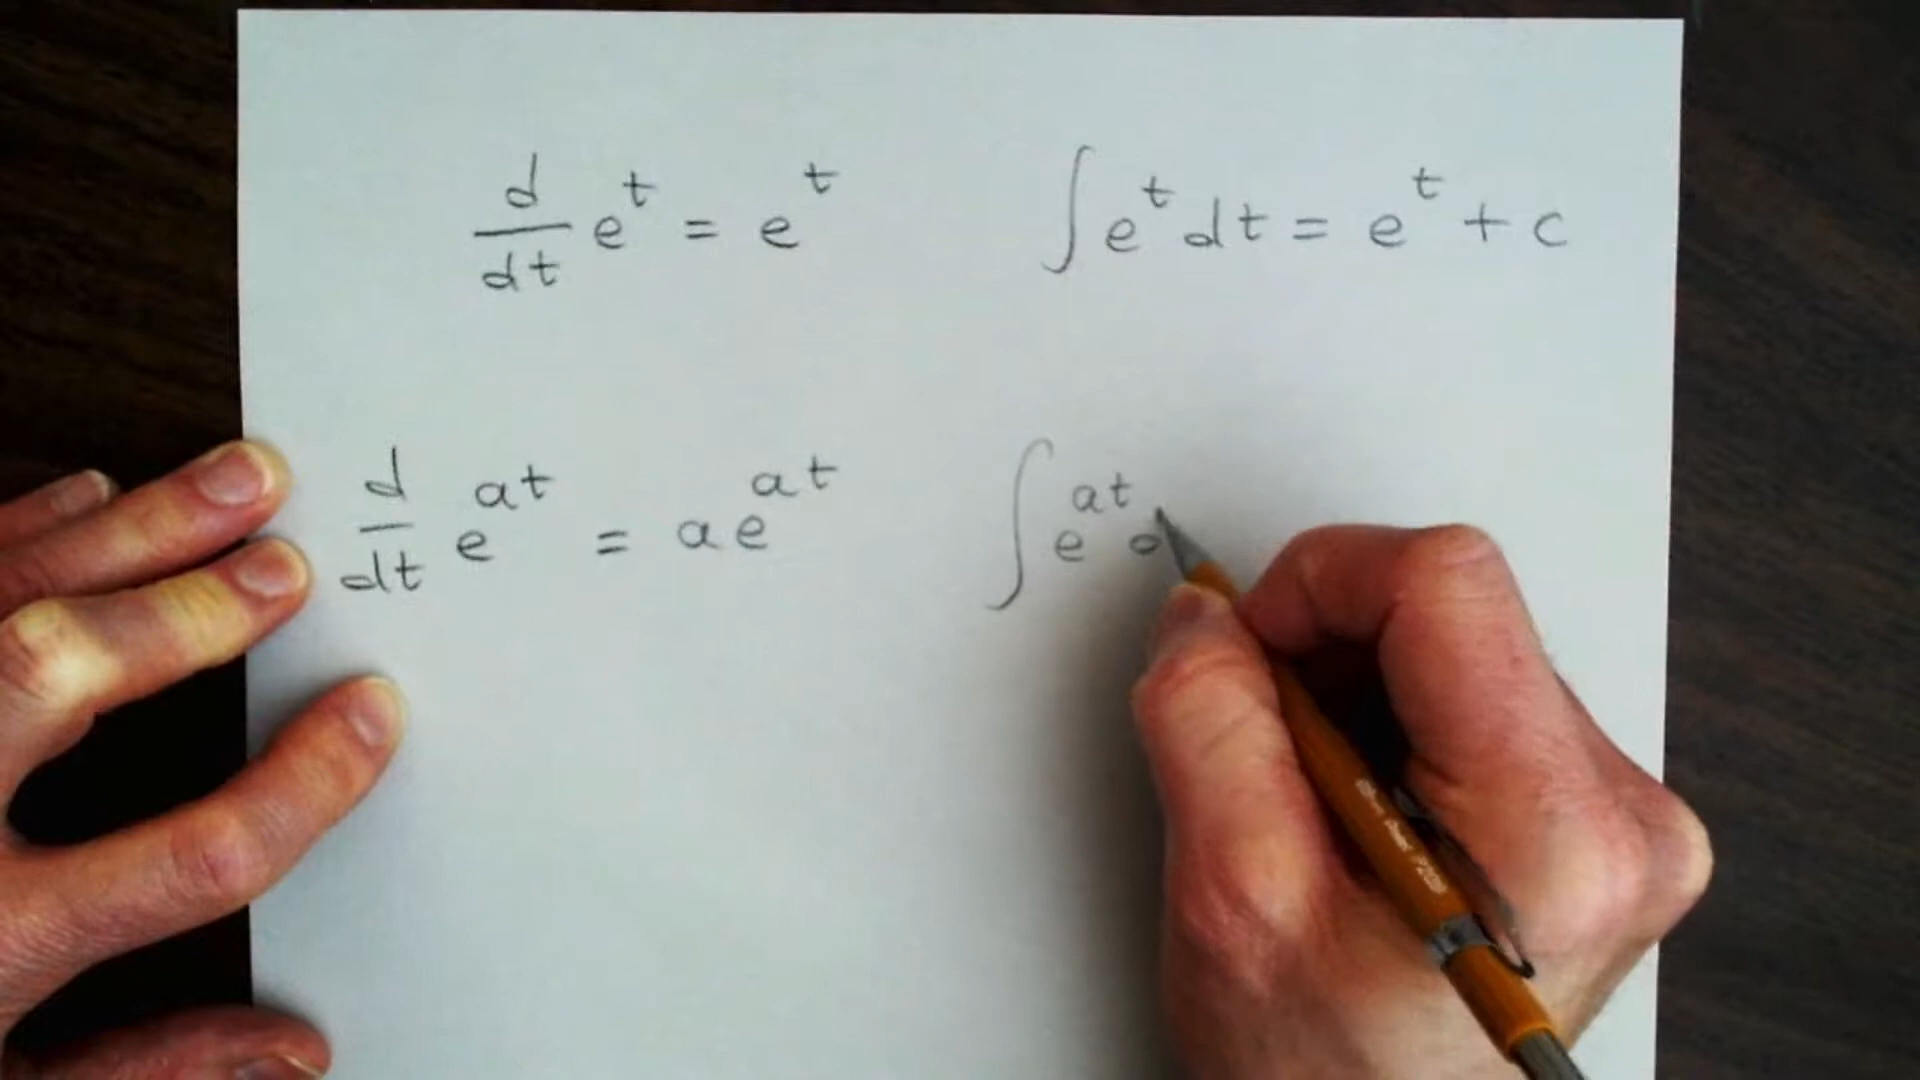 d/dt e^t = e^t
∫ e^t dt = e^t + c
d/dt e^at = a e^at
∫ e^at